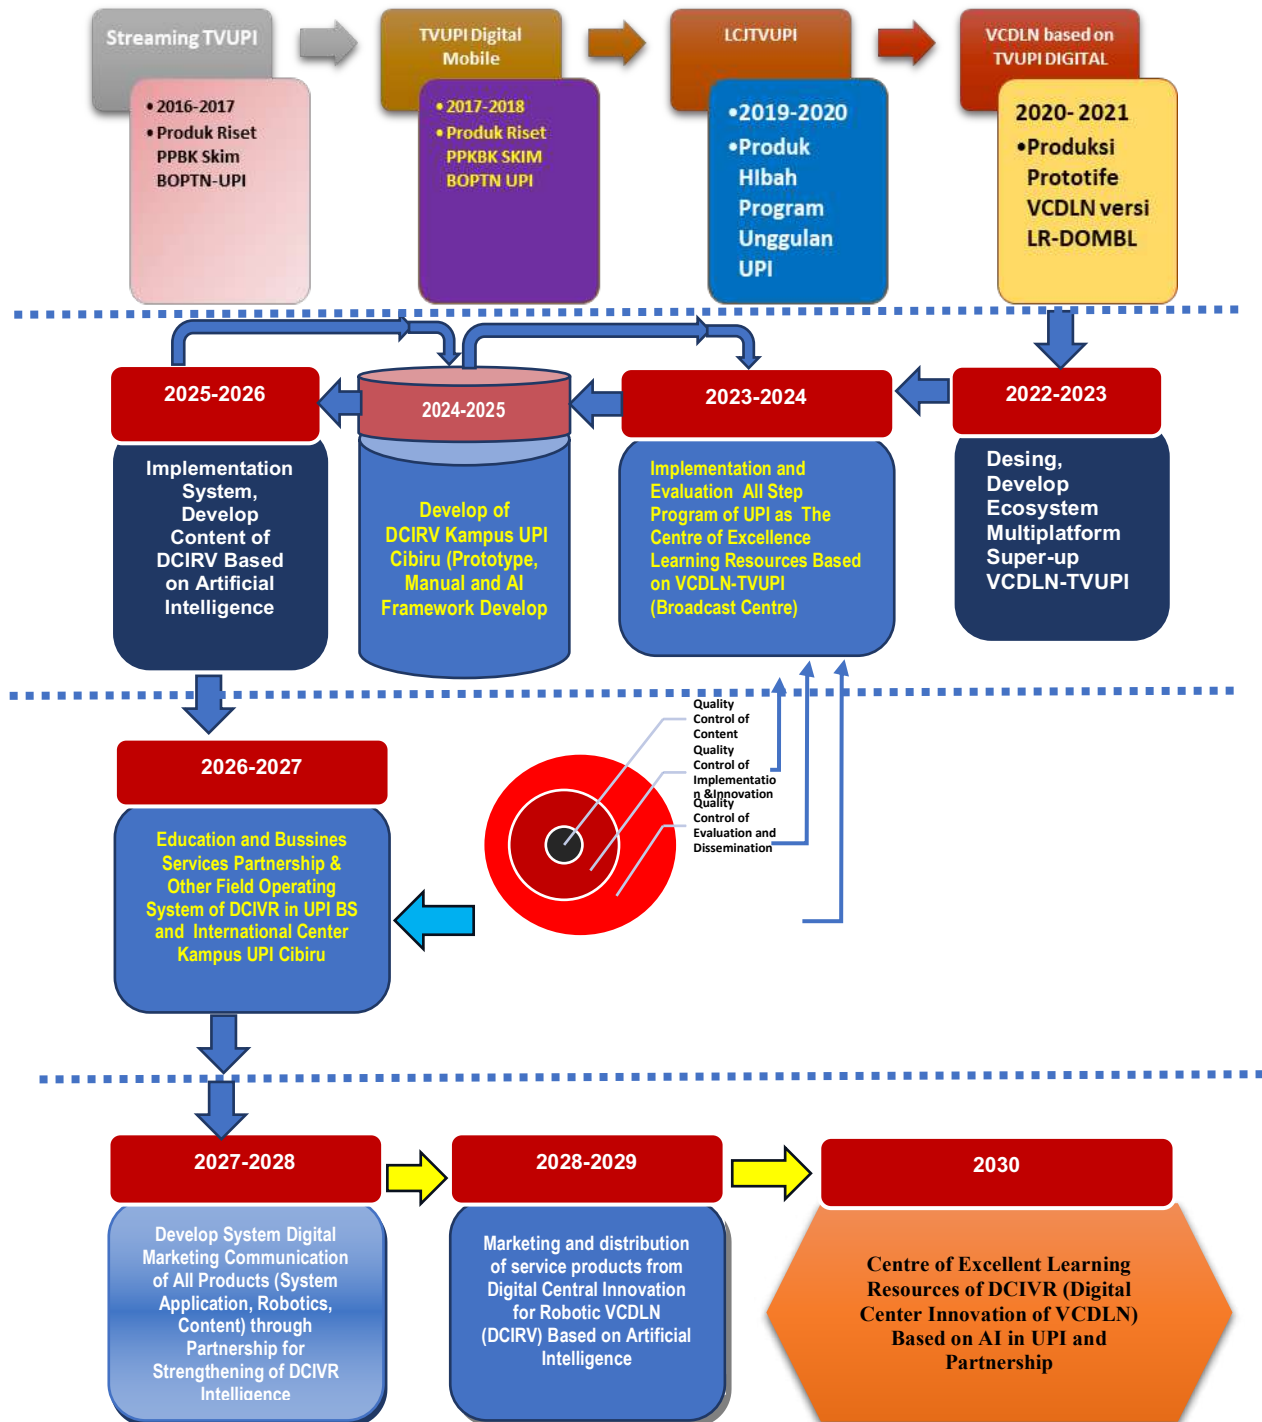 Streaming TVUPI
• 2016-2017
• Produk Riset
PPBK Skim
BOPTN-UPI
TVUPI Digital
Mobile
• 2017-2018
• Produk Riset
PPKBK SKIM
BOPTN UPI
LCJTVUPI
•2019-2020
•Produk
HIbah
Program
Unggulan
UPI
VCDLN based on
TVUPI DIGITAL
2020- 2021
•Produksi
Prototife
VCDLN versi
LR-DOMBL
2025-2026
Implementation
System,
Develop
Content of
DCIRV Based
on Artificial
Intelligence
2024-2025
Develop of
DCIRV Kampus UPI
Cibiru (Prototype,
Manual and AI
Framework Develop
2023-2024
Implementation and
Evaluation All Step
Program of UPI as The
Centre of Excellence
Learning Resources Based
on VCDLN-TVUPI
(Broadcast Centre)
2022-2023
Desing,
Develop
Ecosystem
Multiplatform
Super-up
VCDLN-TVUPI
2026-2027
Education and Bussines
Services Partnership &
Other Field Operating
System of DCIVR in UPI BS
and International Center
Kampus UPI Cibiru
Quality
Control of
Content
Quality
Control of
Implementatio
n &Innovation
Quality
Control of
Evaluation and
Dissemination
2027-2028
Develop System Digital
Marketing Communication
of All Products (System
Application, Robotics,
Content) through
Partnership for
Strengthening of DCIVR
Intelligence
2028-2029
Marketing and distribution
of service products from
Digital Central Innovation
for Robotic VCDLN
(DCIRV) Based on Artificial
Intelligence
2030
Centre of Excellent Learning
Resources of DCIVR (Digital
Center Innovation of VCDLN)
Based on AI in UPI and
Partnership